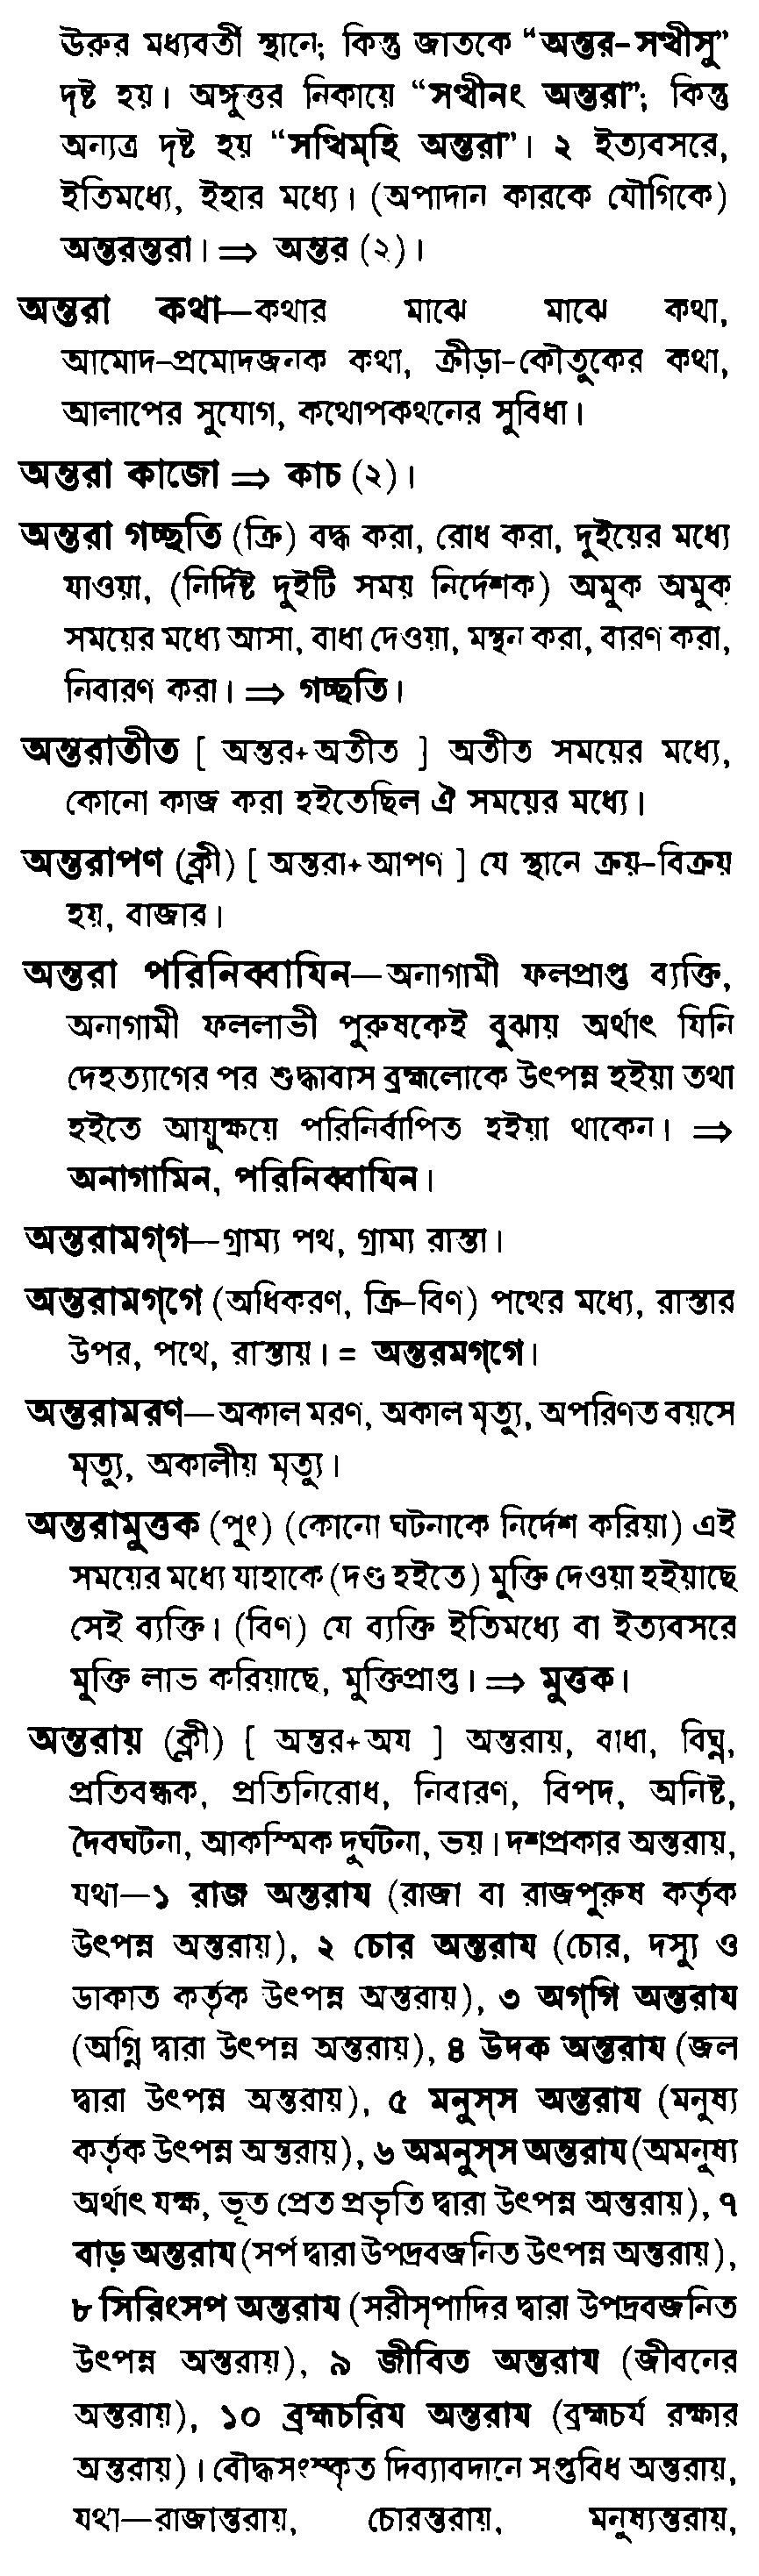 ঊরুর মধ্যবর্তী স্থানে; কিন্তু জাতকে “অন্তর-সত্থীসু”
দৃষ্ট হয়। অঙ্গুত্তর নিকায়ে “সত্থীনং অন্তরা”; কিন্তু
অন্যত্র দৃষ্ট হয় “সত্থিম্‌হি অন্তরা”। ২ ইত্যবসরে,
ইতিমধ্যে, ইহার মধ্যে। (অপাদান কারকে যৌগিকে)
অন্তরন্তরা। ⇒ অন্তর (২)।
অন্তরা কথা—কথার মাঝে মাঝে কথা,
আমোদ-প্রমোদজনক কথা, ক্রীড়া-কৌতুকের কথা,
আলাপের সুযোগ, কথোপকথনের সুবিধা।
অন্তরা কাজো ⇒ কাচ (২)।
অন্তরা গচ্ছতি (ক্রি) বদ্ধ করা, রোধ করা, দুইয়ের মধ্যে
যাওয়া, (নির্দিষ্ট দুইটি সময় নির্দেশক) অমুক অমুক
সময়ের মধ্যে আসা, বাধা দেওয়া, মন্থন করা, বারণ করা,
নিবারণ করা। ⇒ গচ্ছতি।
অন্তরাতীত [ অন্তর+অতীত ] অতীত সময়ের মধ্যে,
কোনো কাজ করা হইতেছিল ঐ সময়ের মধ্যে।
অন্তরাপণ (ক্লী) [ অন্তরা+আপণ ] যে স্থানে ক্রয়-বিক্রয়
হয়, বাজার।
অন্তরা পরিনিব্বাযিন—অনাগামী ফলপ্রাপ্ত ব্যক্তি,
অনাগামী ফললাভী পুরুষকেই বুঝায় অর্থাৎ যিনি
দেহত্যাগের পর শুদ্ধাবাস ব্রহ্মলোকে উৎপন্ন হইয়া তথা
হইতে আয়ুক্ষয়ে পরিনির্বাপিত হইয়া থাকেন। ⇒
অনাগামিন, পরিনিব্বাযিন।
অন্তরামগ্‌গ—গ্রাম্য পথ, গ্রাম্য রাস্তা।
অন্তরামগ্‌গে (অধিকরণ, ক্রি-বিণ) পথের মধ্যে, রাস্তার
উপর, পথে, রাস্তায়। = অন্তরমগ্‌গে।
অন্তরামরণ—অকাল মরণ, অকাল মৃত্যু, অপরিণত বয়সে
মৃত্যু, অকালীয় মৃত্যু।
অন্তরামুত্তক (পুং) (কোনো ঘটনাকে নির্দেশ করিয়া) এই
সময়ের মধ্যে যাহাকে (দণ্ড হইতে) মুক্তি দেওয়া হইয়াছে
সেই ব্যক্তি। (বিণ) যে ব্যক্তি ইতিমধ্যে বা ইত্যবসরে
মুক্তি লাভ করিয়াছে, মুক্তিপ্রাপ্ত। ⇒ মুত্তক।
অন্তরায় (ক্লী) [ অন্তর+অয ] অন্তরায়, বাধা, বিঘ্ন,
প্রতিবন্ধক, প্রতিনিরোধ, নিবারণ, বিপদ, অনিষ্ট,
দৈবঘটনা, আকস্মিক দুর্ঘটনা, ভয়। দশপ্রকার অন্তরায়,
যথা—১ রাজ অন্তরায (রাজা বা রাজপুরুষ কর্তৃক
উৎপন্ন অন্তরায়), ২ চোর অন্তরায (চোর, দস্যু ও
ডাকাত কর্তৃক উৎপন্ন অন্তরায়), ৩ অগ্‌গি অন্তরায
(অগ্নি দ্বারা উৎপন্ন অন্তরায়), ৪ উদক অন্তরায (জল
দ্বারা উৎপন্ন অন্তরায়), ৫ মনুস্‌স অন্তরায (মনুষ্য
কর্তৃক উৎপন্ন অন্তরায়), ৬ অমনুস্‌স অন্তরায (অমনুষ্য
অর্থাৎ যক্ষ, ভূত প্রেত প্রভৃতি দ্বারা উৎপন্ন অন্তরায়), ৭
বাড় অন্তরায (সর্প দ্বারা উপদ্রবজনিত উৎপন্ন অন্তরায়),
৮ সিরিংসপ অন্তরায (সরীসৃপাদির দ্বারা উপদ্রবজনিত
উৎপন্ন অন্তরায়), ৯ জীবিত অন্তরায (জীবনের
অন্তরায়), ১০ ব্রহ্মচরিয অন্তরায (ব্রহ্মচর্য রক্ষার
অন্তরায়)। বৌদ্ধসংস্কৃত দিব্যাবদানে সপ্তবিধ অন্তরায়,
যথা—রাজান্তরায়, চোরন্তরায়, মনুষ্যন্তরায়,